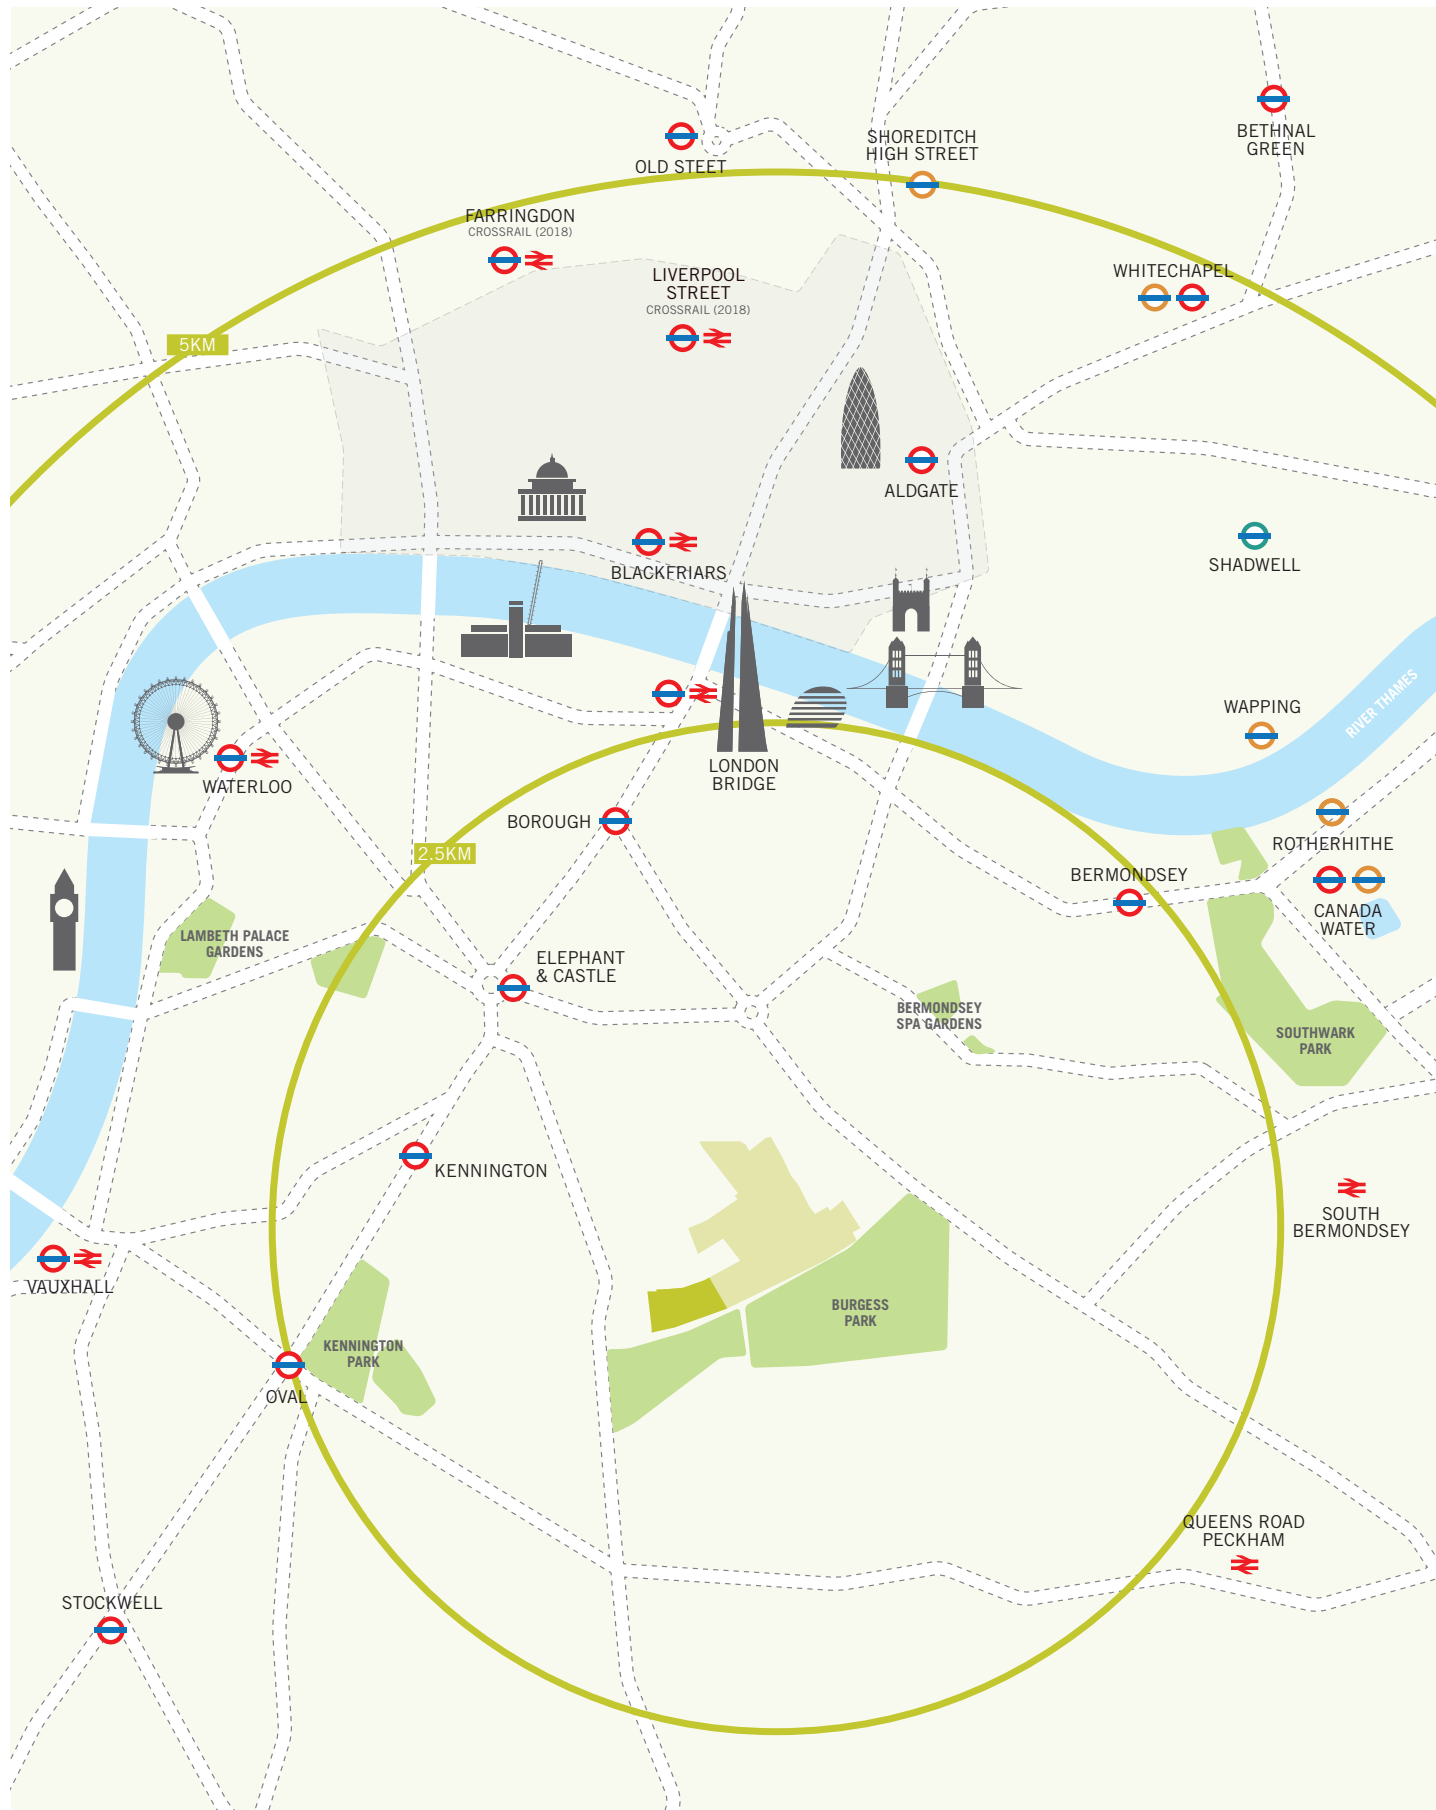 BETHNAL
GREEN
OLD STEET
SHOREDITCH
HIGH STREET
FARRINGDON
CROSSRAIL (2018)
LIVERPOOL
STREET
CROSSRAIL (2018)
WHITECHAPEL
5KM
ALDGATE
BLACKFRIARS
SHADWELL
RIVER THAMES
WAPPING
WATERLOO
LONDON
BRIDGE
BOROUGH
2.5KM
ROTHERHITHE
BERMONDSEY
CANADA
WATER
LAMBETH PALACE
GARDENS
ELEPHANT
& CASTLE
BERMONDSEY
SPA GARDENS
SOUTHWARK
PARK
KENNINGTON
SOUTH
BERMONDSEY
VAUXHALL
BURGESS
PARK
KENNINGTON
PARK
OVAL
QUEENS ROAD
PECKHAM
STOCKWELL